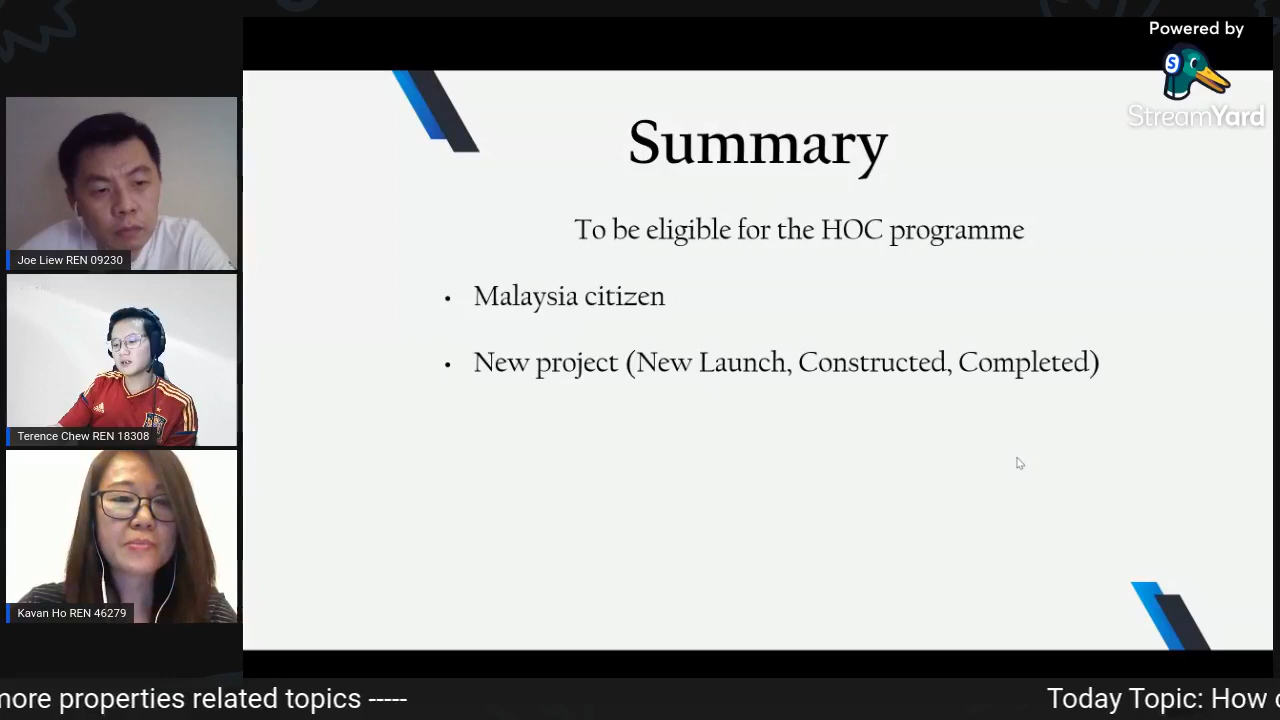 Powered by
StreamYard
Summary
To be eligible for the HOC programme
• Malaysia citizen
• New project (New Launch, Constructed, Completed)
Joe Liew REN 09230
Terence Chew REN 18308
Kavan Ho REN 46279
more properties related topics ----- Today Topic: How